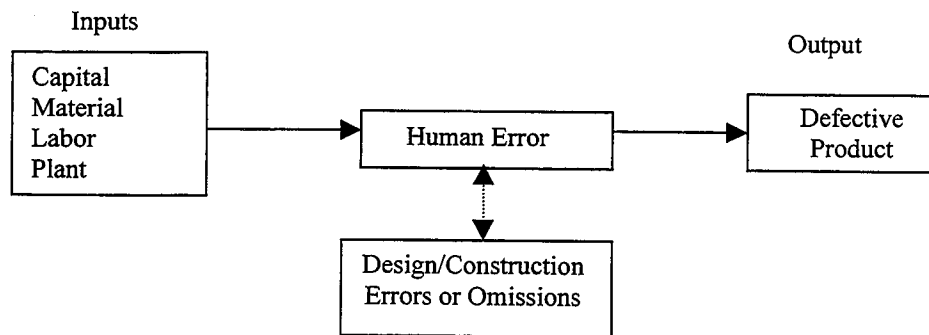 Inputs
Output
Capital
Material
Labor
Plant
Human Error
Defective
Product
Design/Construction
Errors or Omissions